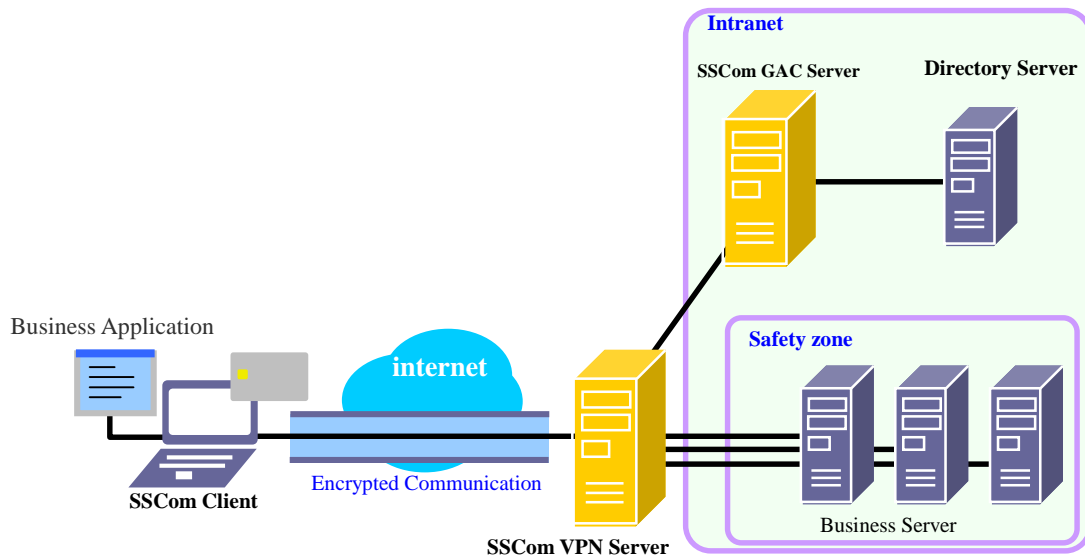 Intranet
SSCom GAC Server
Directory Server
Business Application
internet
Safety zone
Encrypted Communication
SSCom Client
Business Server
SSCom VPN Server